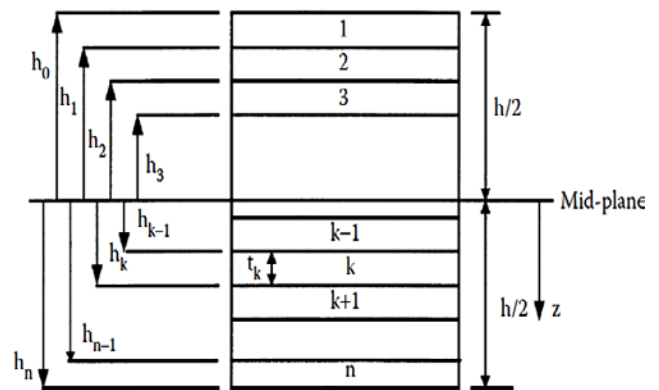 1
h₀
2
h₁
3
h/2
h₂
h₃
Mid-plane
hₖ₋₁
k–1
hₖ
tₖ
k
h/2
z
k+1
hₙ₋₁
hₙ
n